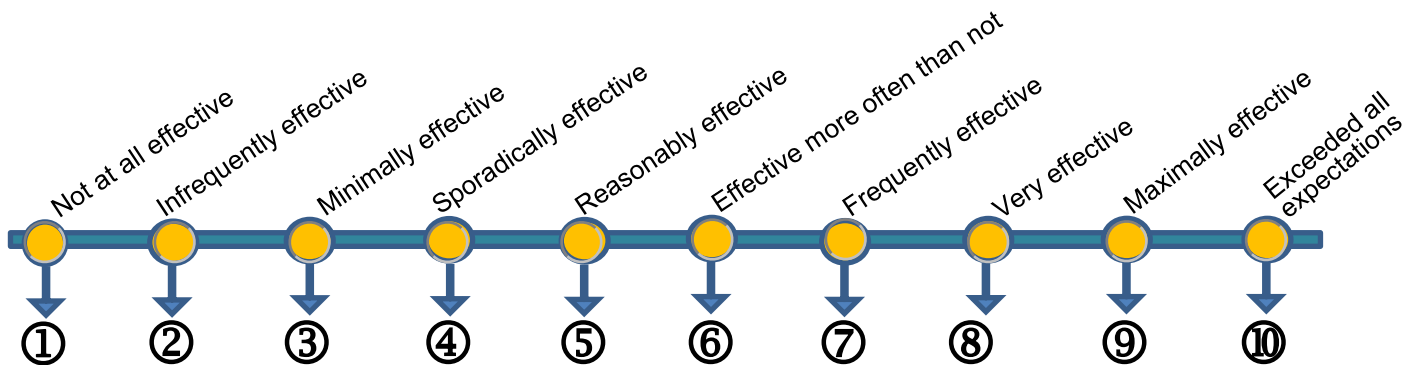 Not at all effective
Infrequently effective
Minimally effective
Sporadically effective
Reasonably effective
Effective more often than not
Frequently effective
Very effective
Maximally effective
Exceeded all
expectations
① ② ③ ④ ⑤ ⑥ ⑦ ⑧ ⑨ ⑩